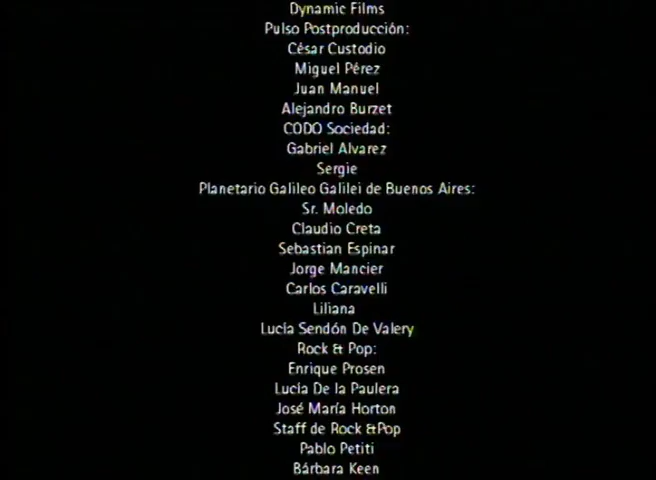 Dynamic Films
Pulso Postproducción:
César Custodio
Miguel Pérez
Juan Manuel
Alejandro Burzet
CODO Sociedad:
Gabriel Alvarez
Sergie
Planetario Galileo Galilei de Buenos Aires:
Sr. Moledo
Claudio Creta
Sebastian Espinar
Jorge Mancier
Carlos Caravelli
Liliana
Lucía Sendón De Valery
Rock & Pop:
Enrique Prosen
Lucía De la Paulera
José María Horton
Staff de Rock &Pop
Pablo Petiti
Bárbara Keen